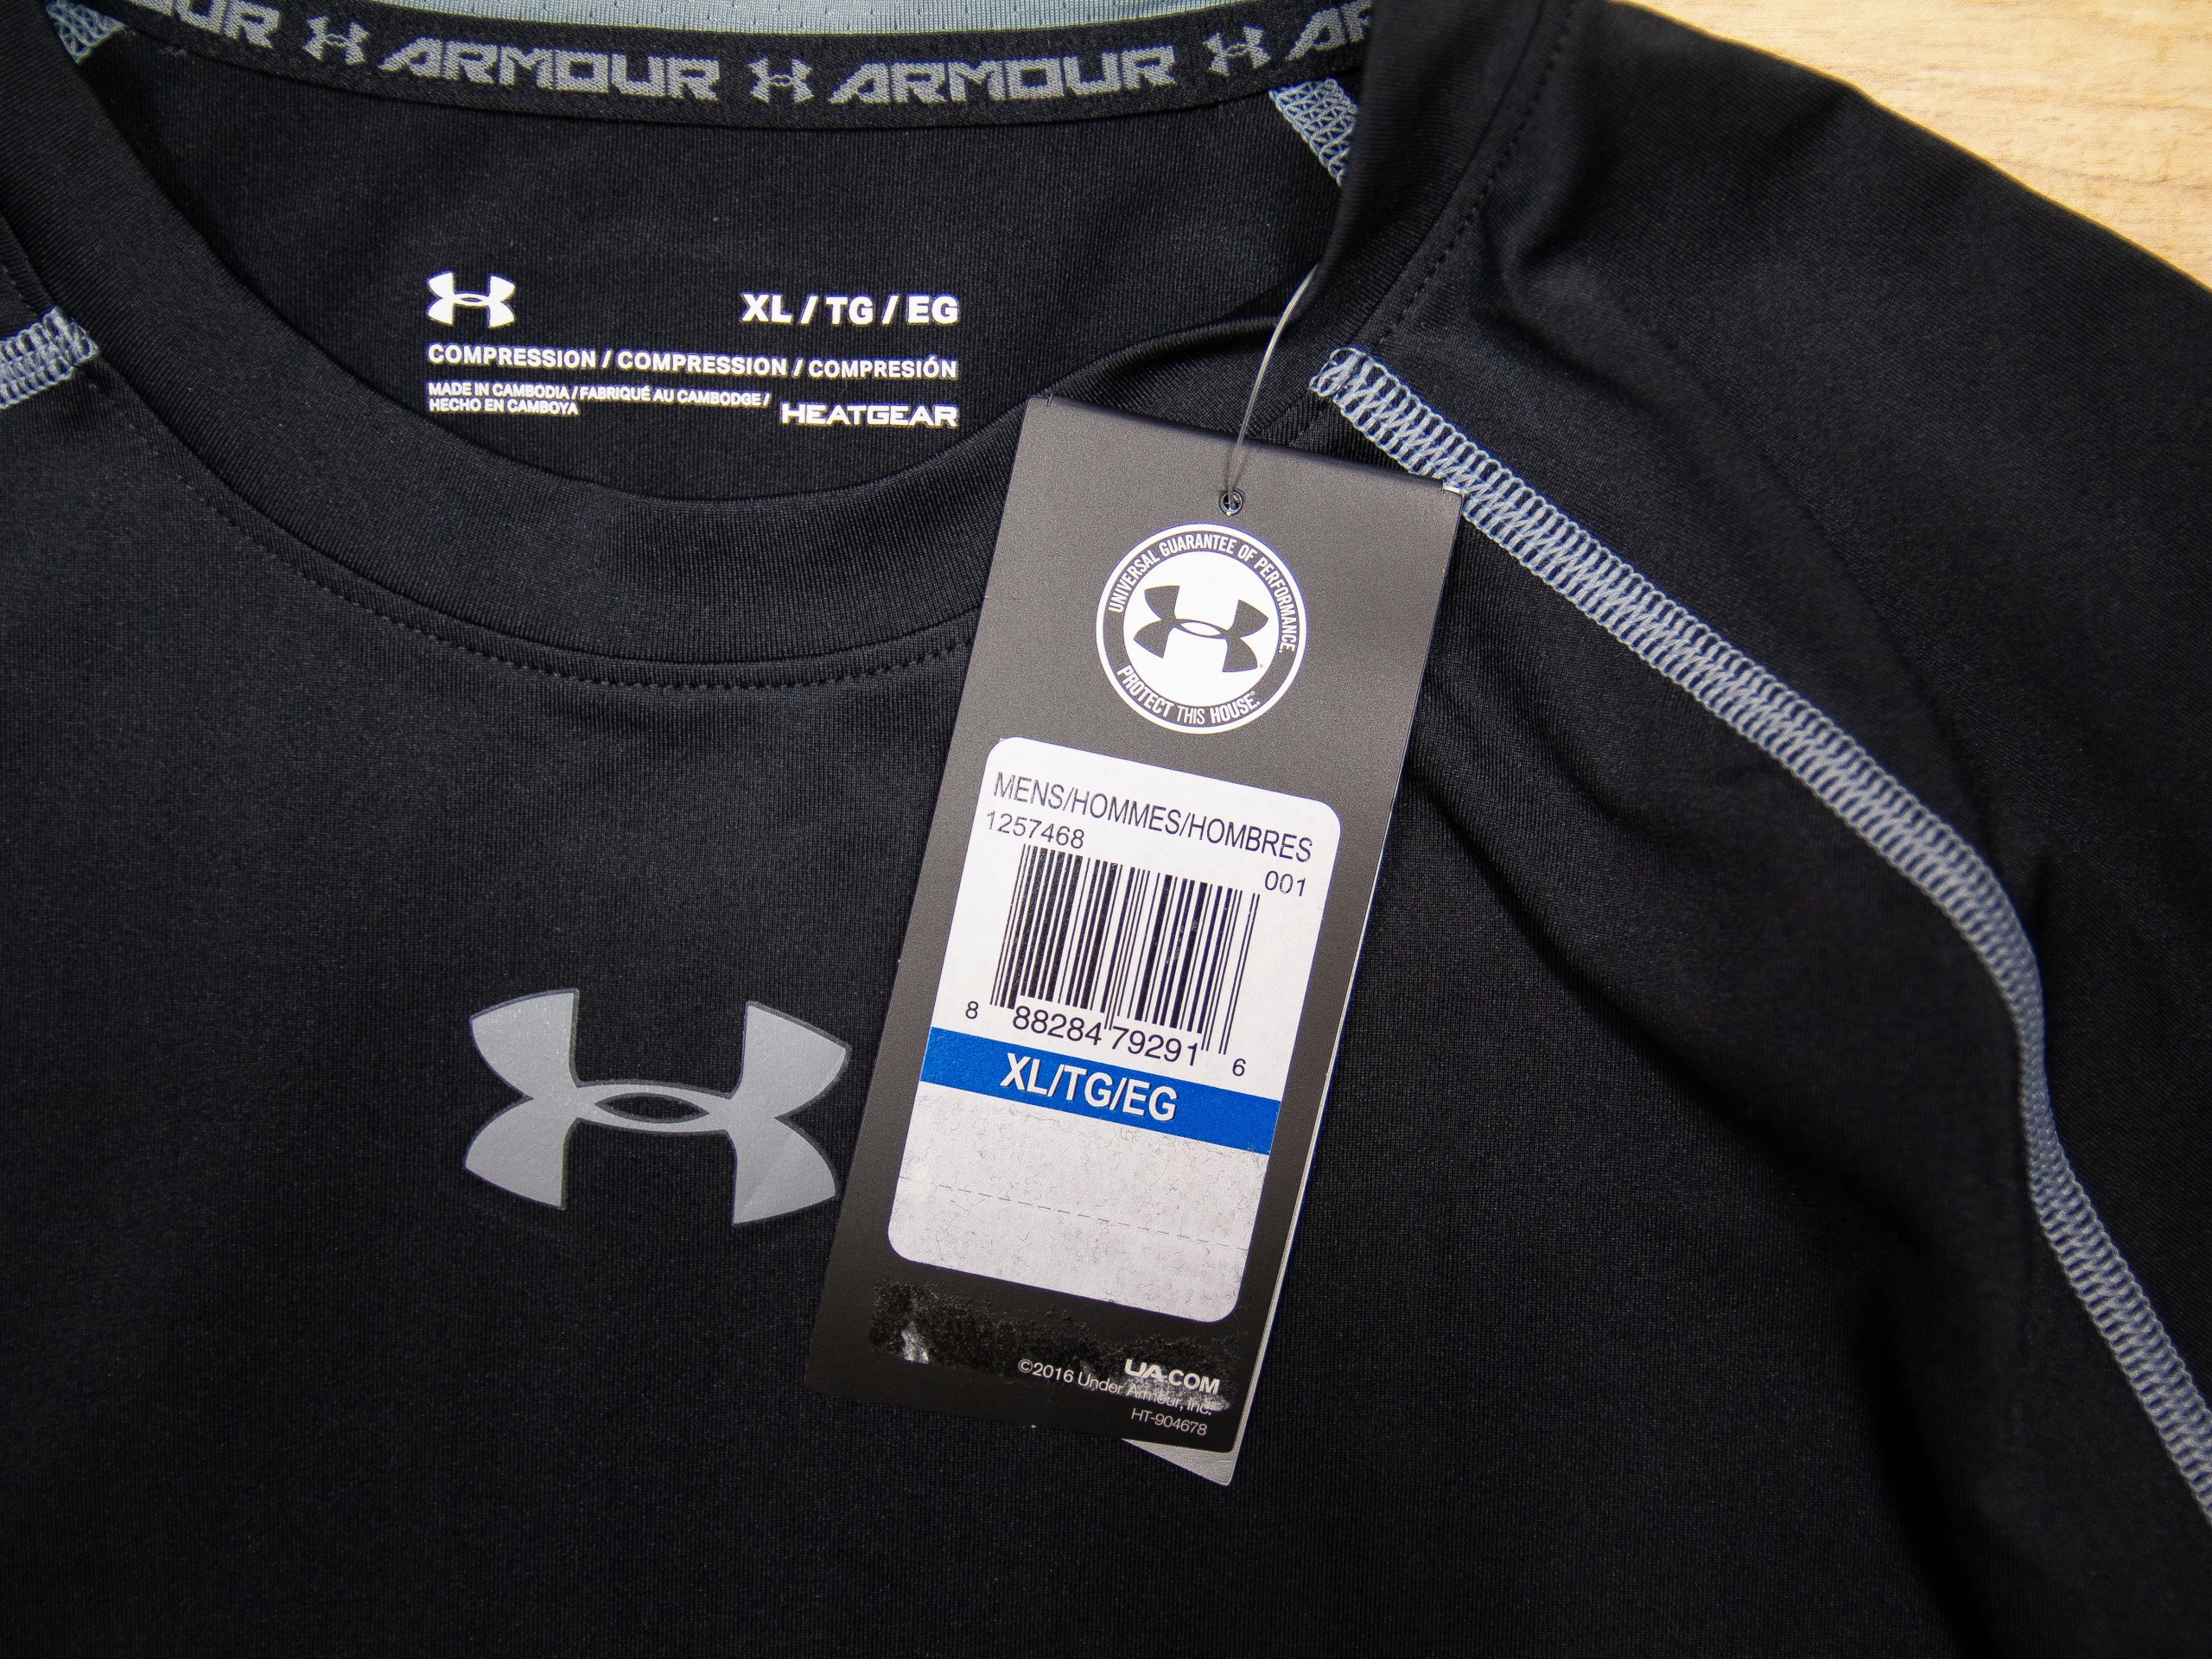 OUR ARMOUR ARMOUR AR
XL / TG / EG
COMPRESSION / COMPRESSION / COMPRESIÓN
MADE IN CAMBODIA / FABRIQUÉ AU CAMBODGE /
HECHO EN CAMBOYA
HEATGEAR
UNIVERSAL GUARANTEE OF PERFORMANCE.
PROTECT THIS HOUSE.®
MENS/HOMMES/HOMBRES
1257468
001
8 88284 79291 6
XL/TG/EG
UA.COM
©2016 Under Armour, Inc.
HT-904678